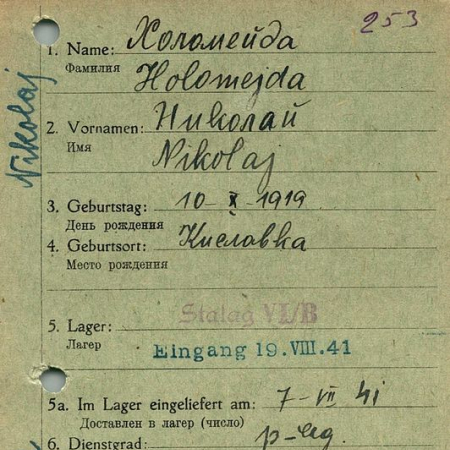 253
1. Name: Холомейда
Фамилия
Holomejda
Nikolaj
2. Vornamen: Николай
Имя
Nikolaj
3. Geburtstag: 10-X-1919
День рождения
4. Geburtsort: Кисловка
Место рождения
Stalag VI/B
5. Lager:
Лагер
Eingang 19.VIII.41
5a. Im Lager eingeliefert am: 7-VII 41
Доставлен в лагер (число)
6. Dienstgrad: